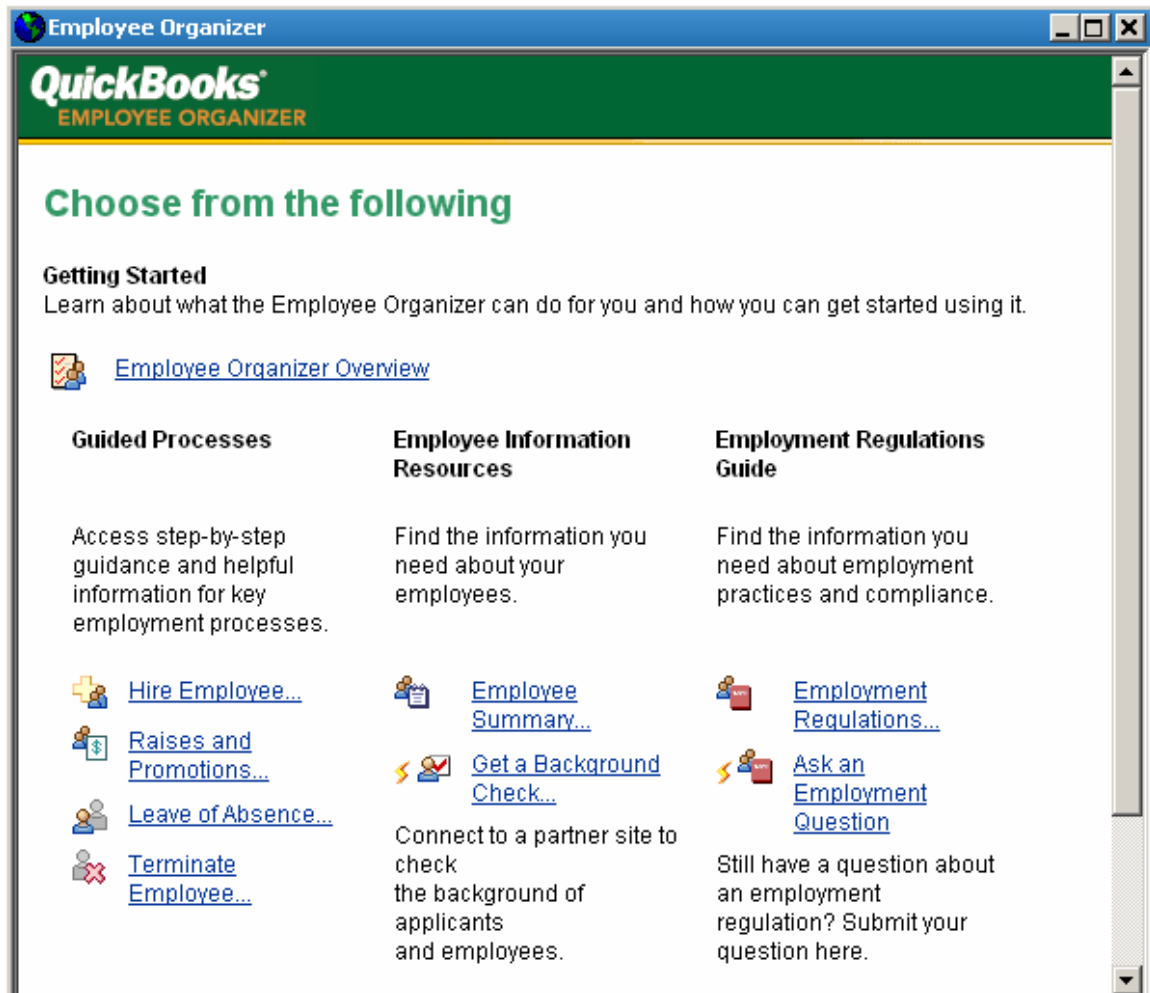 Employee Organizer
QuickBooks®
EMPLOYEE ORGANIZER
Choose from the following
Getting Started
Learn about what the Employee Organizer can do for you and how you can get started using it.
Employee Organizer Overview
Guided Processes
Access step-by-step
guidance and helpful
information for key
employment processes.
Hire Employee...
Raises and
Promotions...
Leave of Absence...
Terminate
Employee...
Employee Information
Resources
Find the information you
need about your
employees.
Employee
Summary...
Get a Background
Check...
Connect to a partner site to
check
the background of
applicants
and employees.
Employment Regulations
Guide
Find the information you
need about employment
practices and compliance.
Employment
Regulations...
Ask an
Employment
Question
Still have a question about
an employment
regulation? Submit your
question here.